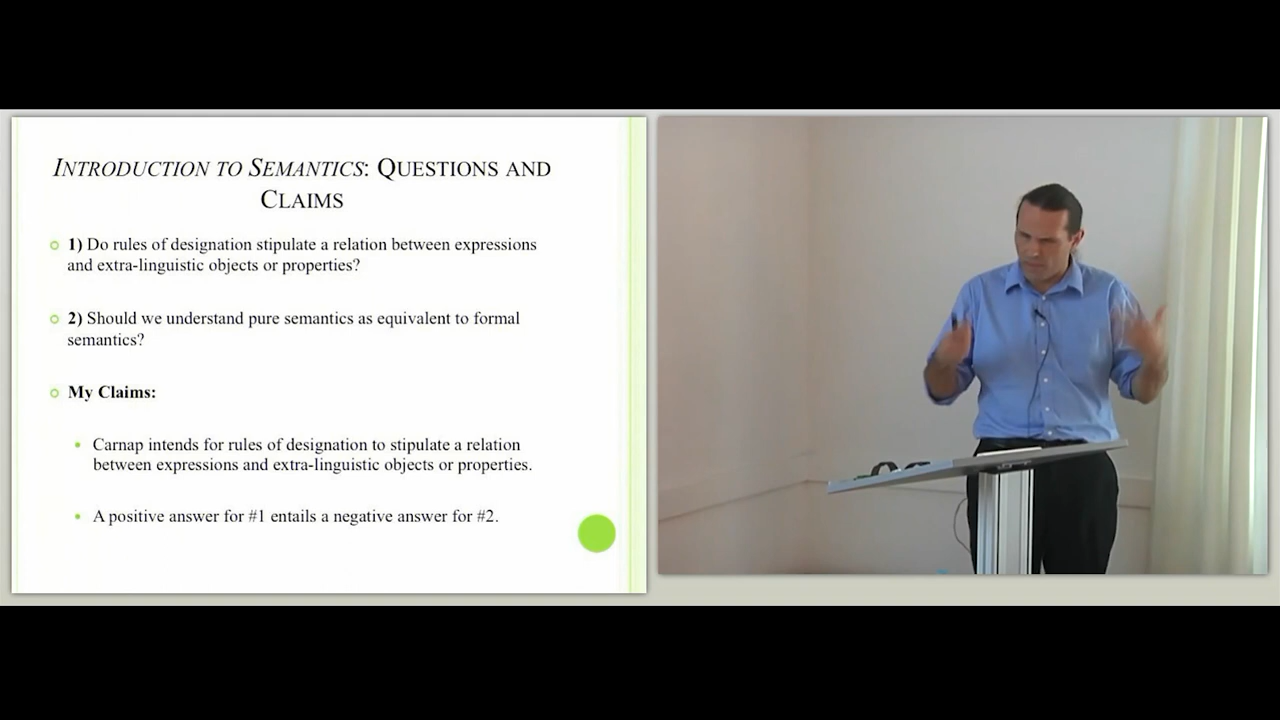 INTRODUCTION TO SEMANTICS: QUESTIONS AND
CLAIMS
1) Do rules of designation stipulate a relation between expressions
and extra-linguistic objects or properties?
2) Should we understand pure semantics as equivalent to formal
semantics?
My Claims:
Carnap intends for rules of designation to stipulate a relation
between expressions and extra-linguistic objects or properties.
A positive answer for #1 entails a negative answer for #2.